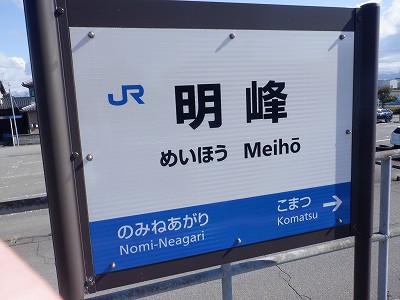 JR
明峰
めいほう Meihō
のみねあがり
Nomi-Neagari
こまつ →
Komatsu